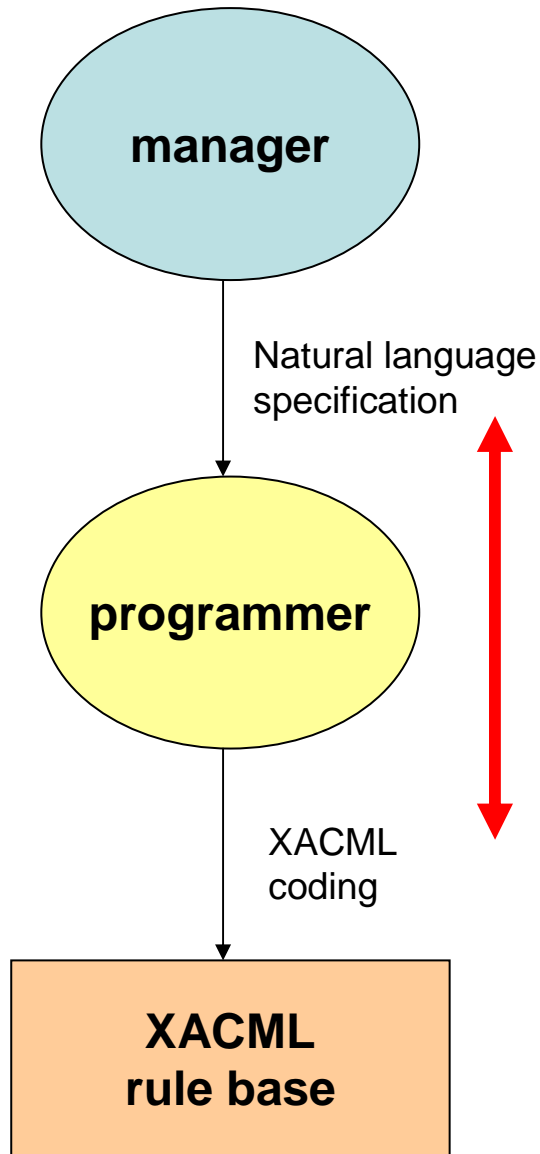 manager
Natural language
specification
programmer
XACML
coding
XACML
rule base